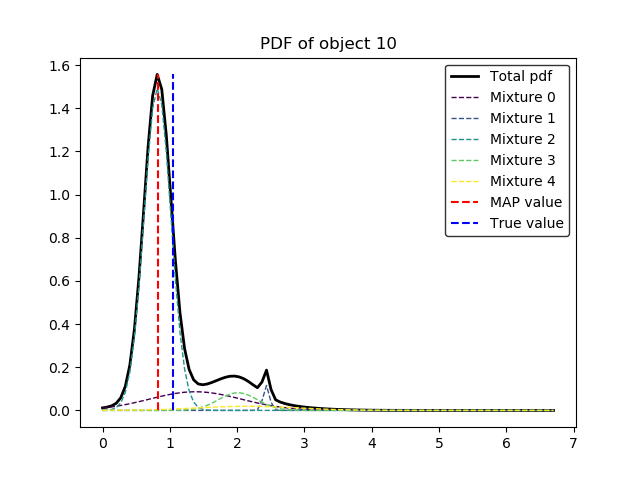 PDF of object 10
1.6
1.4
1.2
1.0
0.8
0.6
0.4
0.2
0.0
0 1 2 3 4 5 6 7
Total pdf
Mixture 0
Mixture 1
Mixture 2
Mixture 3
Mixture 4
MAP value
True value